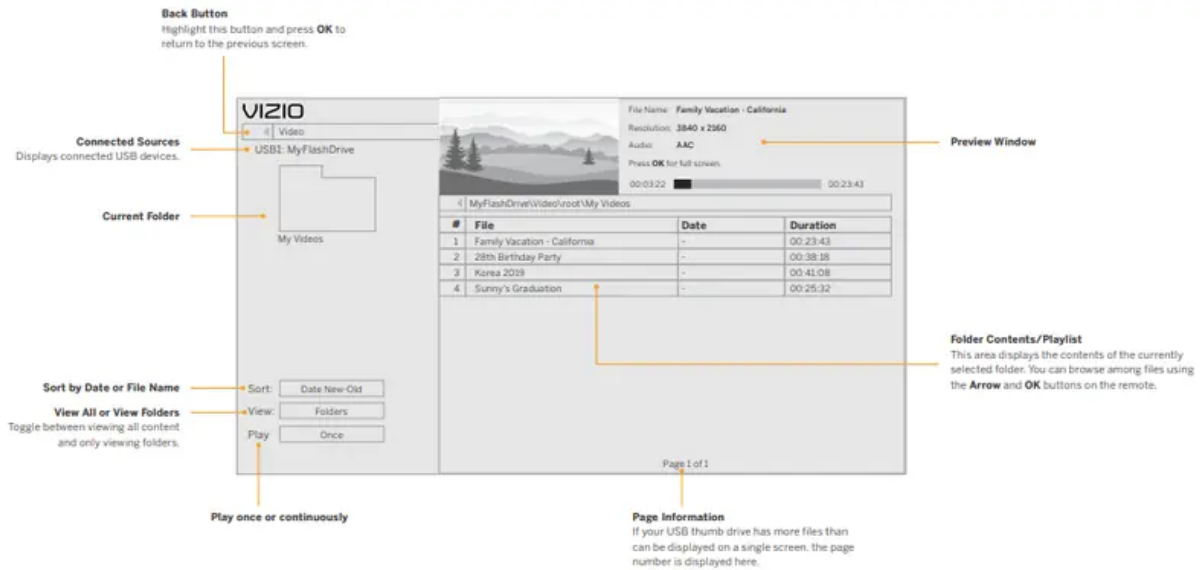 Back Button
Highlight this button and press OK to
return to the previous screen.
VIZIO
Video
Connected Sources
Displays connected USB devices.
USB1: MyFlashDrive
Current Folder
My Videos
File Name: Family Vacation - California
Resolution: 3840 x 2160
Audio: AAC
Press OK for full screen.
00:03:22 00:23:43
Preview Window
MyFlashDrive\Video\root\My Videos
# File Date Duration
1 Family Vacation - California - 00:23:43
2 28th Birthday Party - 00:38:18
3 Korea 2019 - 00:41:08
4 Sunny's Graduation - 00:25:32
Folder Contents/Playlist
This area displays the contents of the currently
selected folder. You can browse among files using
the Arrow and OK buttons on the remote.
Sort by Date or File Name
Sort: Date New-Old
View All or View Folders
Toggle between viewing all content
and only viewing folders.
View: Folders
Play Once
Page 1 of 1
Play once or continuously
Page Information
If your USB thumb drive has more files than
can be displayed on a single screen. the page
number is displayed here.